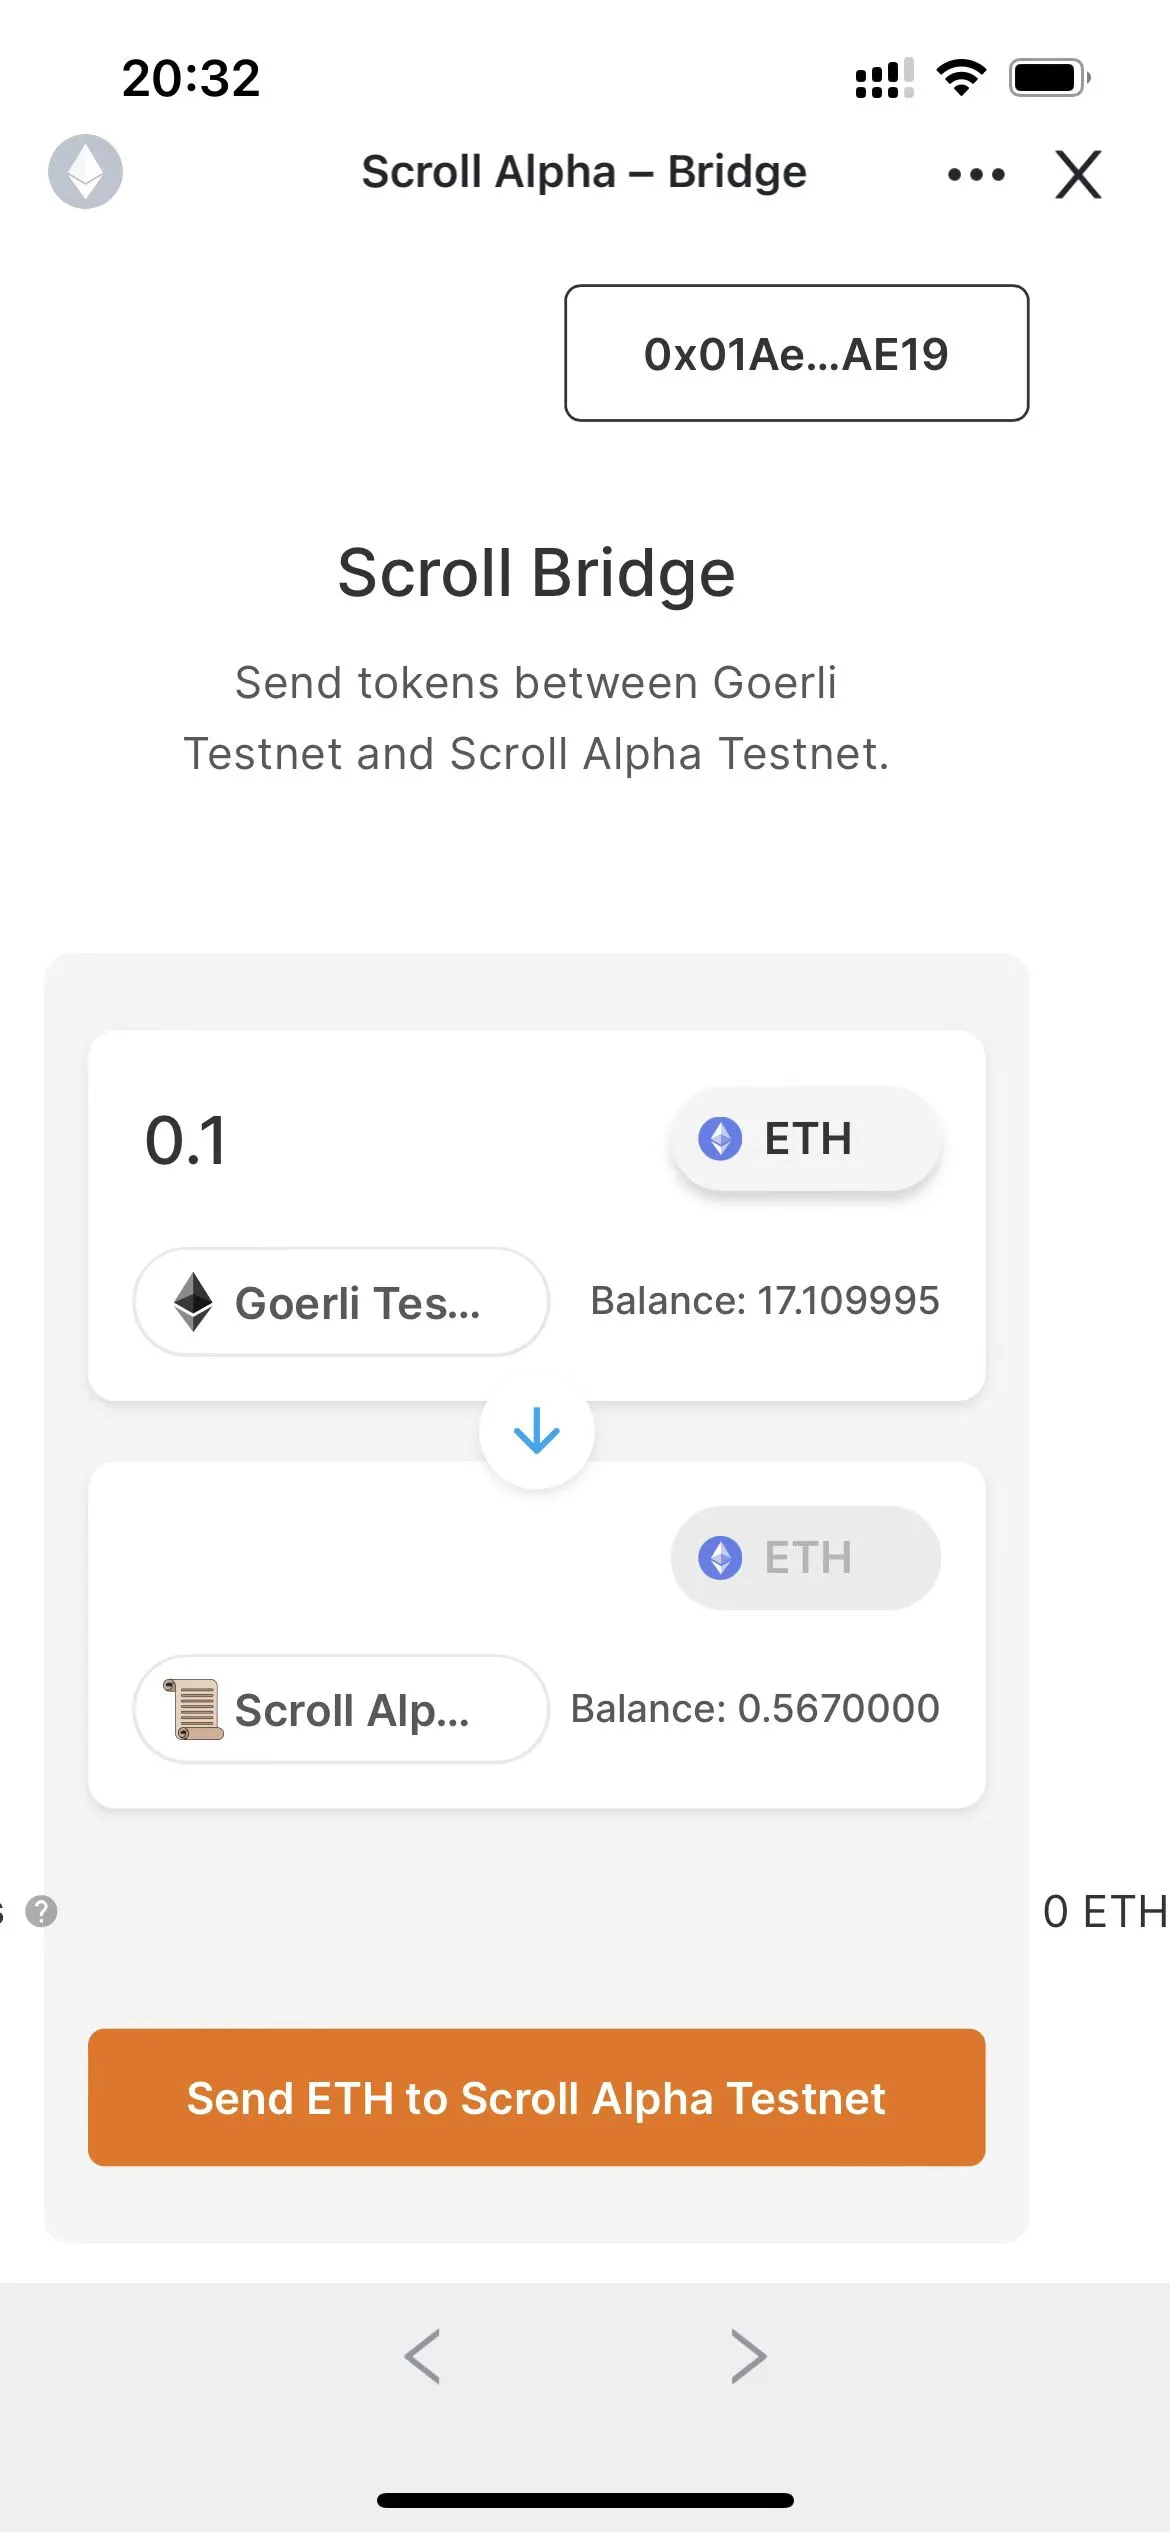 20:32
Scroll Alpha – Bridge
0x01Ae...AE19
Scroll Bridge
Send tokens between Goerli
Testnet and Scroll Alpha Testnet.
0.1
ETH
Goerli Tes...
Balance: 17.109995
ETH
Scroll Alp...
Balance: 0.5670000
0 ETH
Send ETH to Scroll Alpha Testnet